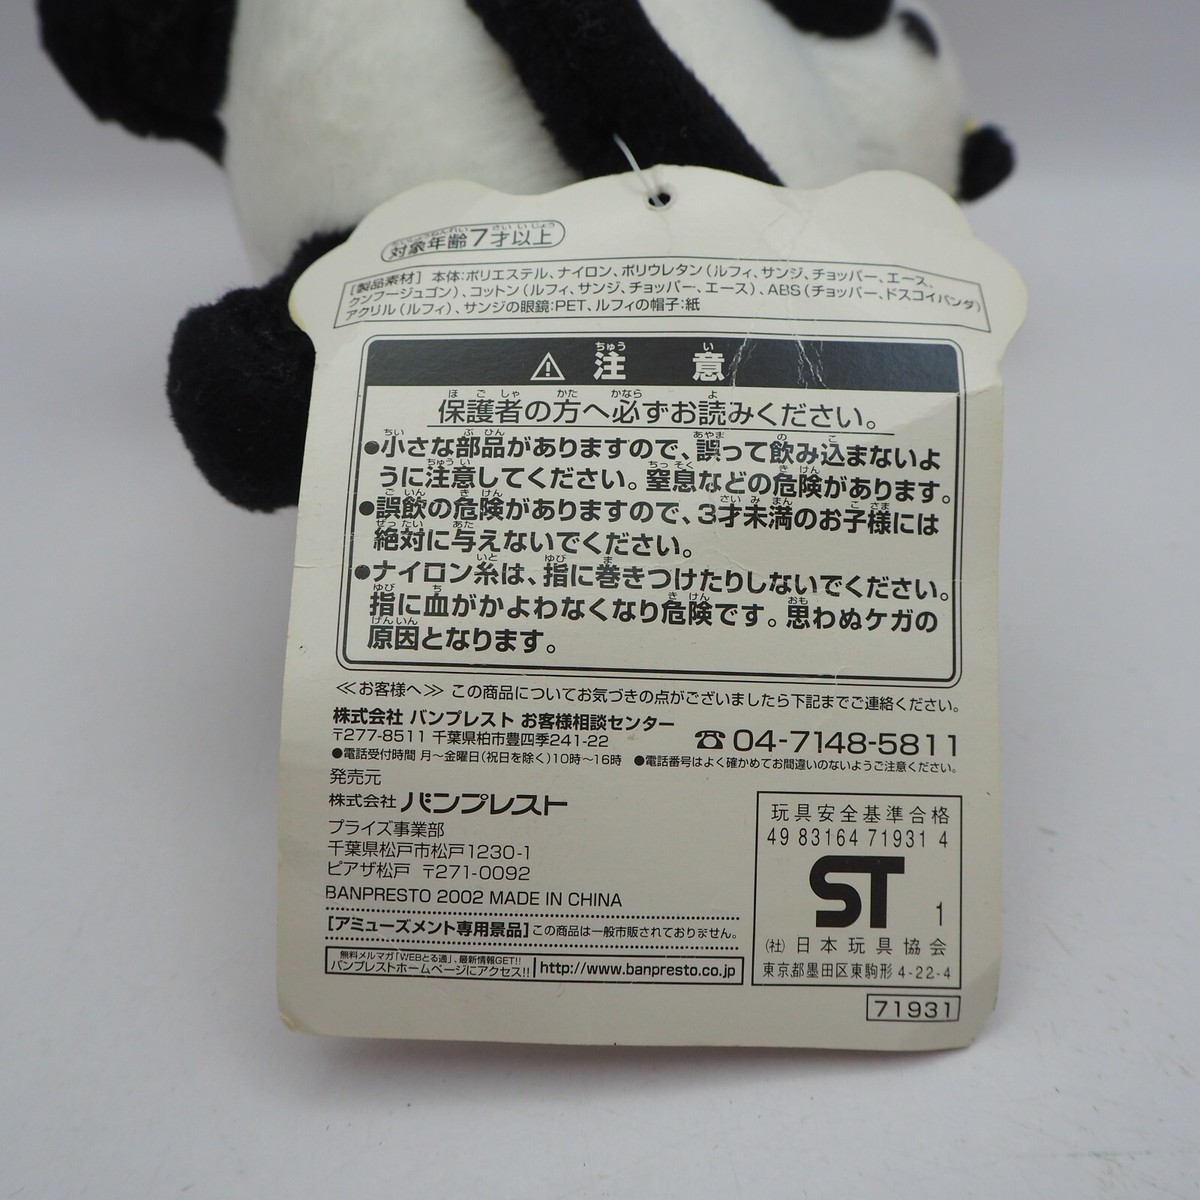 対象年齢7才以上
[製品素材] 本体:ポリエステル、ナイロン、ポリウレタン(ルフィ、サンジ、チョッパー、エース、
クンフージュゴン)、コットン(ルフィ、サンジ、チョッパー、エース)、ABS(チョッパー、ドスコイパンダ)
アクリル(ルフィ)、サンジの眼鏡:PET、ルフィの帽子:紙
⚠ 注意
保護者の方へ必ずお読みください。
●小さな部品がありますので、誤って飲み込まないよ
うに注意してください。窒息などの危険があります。
●誤飲の危険がありますので、3才未満のお子様には
絶対に与えないでください。
●ナイロン糸は、指に巻きつけたりしないでください。
指に血がかよわなくなり危険です。思わぬケガの
原因となります。
≪お客様へ≫ この商品についてお気づきの点がございましたら下記までご連絡ください。
株式会社 バンプレスト お客様相談センター
〒277-8511 千葉県柏市豊四季241-22 ☎04-7148-5811
●電話受付時間 月〜金曜日(祝日を除く)10時〜16時 ●電話番号はよく確かめてお間違いのないようご注意ください。
発売元
株式会社 バンプレスト
プライズ事業部
千葉県松戸市松戸1230-1
ピアザ松戸 〒271-0092
BANPRESTO 2002 MADE IN CHINA
[アミューズメント専用景品] この商品は一般市販されておりません。
無料メルマガ「WEBとる通」、最新情報GET!!
バンプレストホームページにアクセス!! http://www.banpresto.co.jp
玩具安全基準合格
49 83164 71931 4
ST 1
(社)日本玩具協会
東京都墨田区東駒形 4-22-4
71931